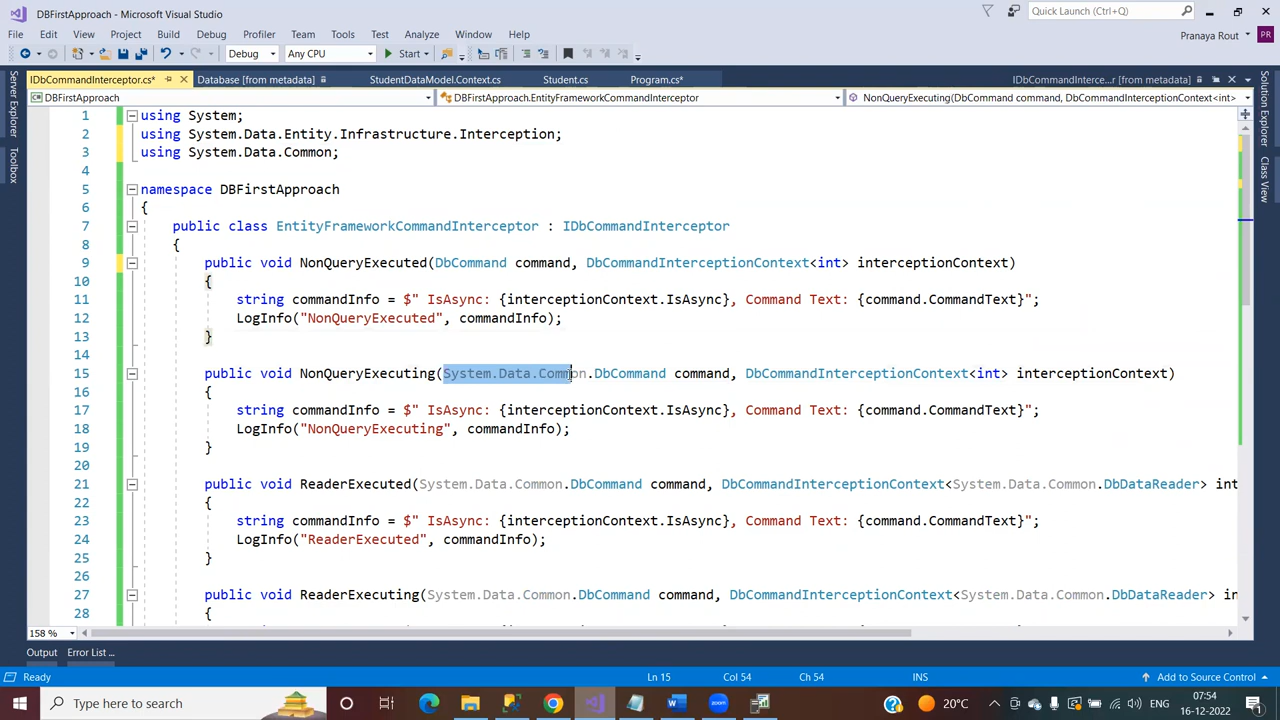 DBFirstApproach - Microsoft Visual Studio
Quick Launch (Ctrl+Q)
File Edit View Project Build Debug Profiler Team Tools Test Analyze Window Help
Pranaya Rout PR
Debug Any CPU Start
IDbCommandInterceptor.cs* Database [from metadata] StudentDataModel.Context.cs Student.cs Program.cs* IDbCommandInterce...r [from metadata]
DBFirstApproach DBFirstApproach.EntityFrameworkCommandInterceptor NonQueryExecuting(DbCommand command, DbCommandInterceptionContext<int>
Server Explorer
Toolbox
Solution Explorer
Class View
1 using System;
2 using System.Data.Entity.Infrastructure.Interception;
3 using System.Data.Common;
4
5 namespace DBFirstApproach
6 {
7 public class EntityFrameworkCommandInterceptor : IDbCommandInterceptor
8 {
9 public void NonQueryExecuted(DbCommand command, DbCommandInterceptionContext<int> interceptionContext)
10 {
11 string commandInfo = $" IsAsync: {interceptionContext.IsAsync}, Command Text: {command.CommandText}";
12 LogInfo("NonQueryExecuted", commandInfo);
13 }
14
15 public void NonQueryExecuting(System.Data.Common.DbCommand command, DbCommandInterceptionContext<int> interceptionContext)
16 {
17 string commandInfo = $" IsAsync: {interceptionContext.IsAsync}, Command Text: {command.CommandText}";
18 LogInfo("NonQueryExecuting", commandInfo);
19 }
20
21 public void ReaderExecuted(System.Data.Common.DbCommand command, DbCommandInterceptionContext<System.Data.Common.DbDataReader> int
22 {
23 string commandInfo = $" IsAsync: {interceptionContext.IsAsync}, Command Text: {command.CommandText}";
24 LogInfo("ReaderExecuted", commandInfo);
25 }
26
27 public void ReaderExecuting(System.Data.Common.DbCommand command, DbCommandInterceptionContext<System.Data.Common.DbDataReader> in
28 {
158 %
Output Error List ...
Ready Ln 15 Col 54 Ch 54 INS Add to Source Control
Type here to search 20°C 07:54
16-12-2022